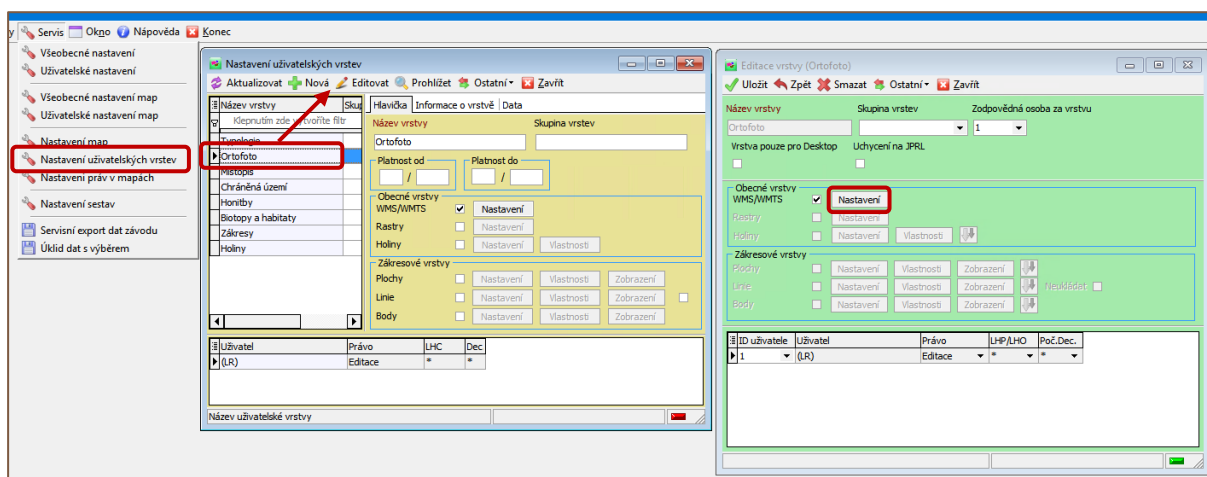 y Servis Okno Nápověda Konec
Všeobecné nastavení
Uživatelské nastavení
Všeobecné nastavení map
Uživatelské nastavení map
Nastavení map
Nastavení uživatelských vrstev
Nastavení práv v mapách
Nastavení sestav
Servisní export dat závodu
Úklid dat s výběrem
Nastavení uživatelských vrstev
Aktualizovat Nová Editovat Prohlížet Ostatní Zavřít
Název vrstvy Skup
Klepnutím zde vytvoříte filtr
Typologie
Ortofoto
Místopis
Chráněná území
Honitby
Biotopy a habitaty
Zákresy
Holiny
Hlavička Informace o vrstvě Data
Název vrstvy Skupina vrstev
Ortofoto
Platnost od Platnost do
/ /
Obecné vrstvy
WMS/WMTS Nastavení
Rastry Nastavení
Holiny Nastavení Vlastnosti
Zákresové vrstvy
Plochy Nastavení Vlastnosti Zobrazení
Linie Nastavení Vlastnosti Zobrazení
Body Nastavení Vlastnosti Zobrazení
Uživatel Právo LHC Dec
(LR) Editace * *
Název uživatelské vrstvy
Editace vrstvy (Ortofoto)
Uložit Zpět Smazat Ostatní Zavřít
Název vrstvy Skupina vrstev Zodpovědná osoba za vrstvu
Ortofoto 1
Vrstva pouze pro Desktop Uchycení na JPRL
Obecné vrstvy
WMS/WMTS Nastavení
Rastry Nastavení
Holiny Nastavení Vlastnosti
Zákresové vrstvy
Plochy Nastavení Vlastnosti Zobrazení
Linie Nastavení Vlastnosti Zobrazení Neukládat
Body Nastavení Vlastnosti Zobrazení
ID uživatele Uživatel Právo LHP/LHO Poč.Dec.
1 (LR) Editace * *